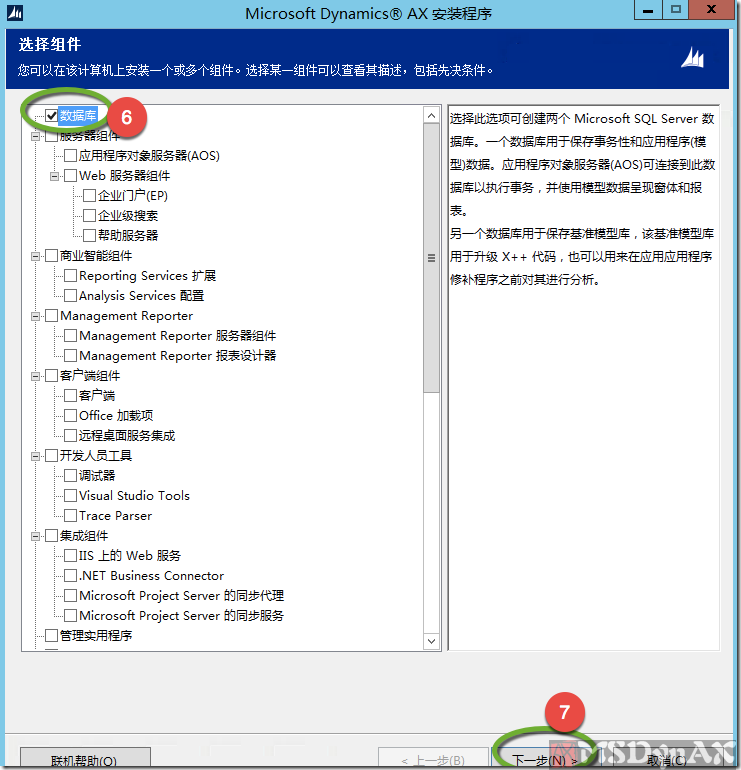 Microsoft Dynamics® AX 安装程序
选择组件
您可以在该计算机上安装一个或多个组件。选择某一组件可以查看其描述，包括先决条件。
数据库
6
服务器组件
应用程序对象服务器(AOS)
Web 服务器组件
企业门户(EP)
企业级搜索
帮助服务器
商业智能组件
Reporting Services 扩展
Analysis Services 配置
Management Reporter
Management Reporter 服务器组件
Management Reporter 报表设计器
客户端组件
客户端
Office 加载项
远程桌面服务集成
开发人员工具
调试器
Visual Studio Tools
Trace Parser
集成组件
IIS 上的 Web 服务
.NET Business Connector
Microsoft Project Server 的同步代理
Microsoft Project Server 的同步服务
管理实用程序
选择此选项可创建两个 Microsoft SQL Server 数
据库。一个数据库用于保存事务性和应用程序(模
型)数据。应用程序对象服务器(AOS)可连接到此数
据库以执行事务，并使用模型数据呈现窗体和报
表。
另一个数据库用于保存基准模型库，该基准模型库
用于升级 X++ 代码，也可以用来在应用应用程序
修补程序之前对其进行分析。
7
联机帮助(O)
< 上一步(B)
下一步(N) >
取消(C)
MSDynAX